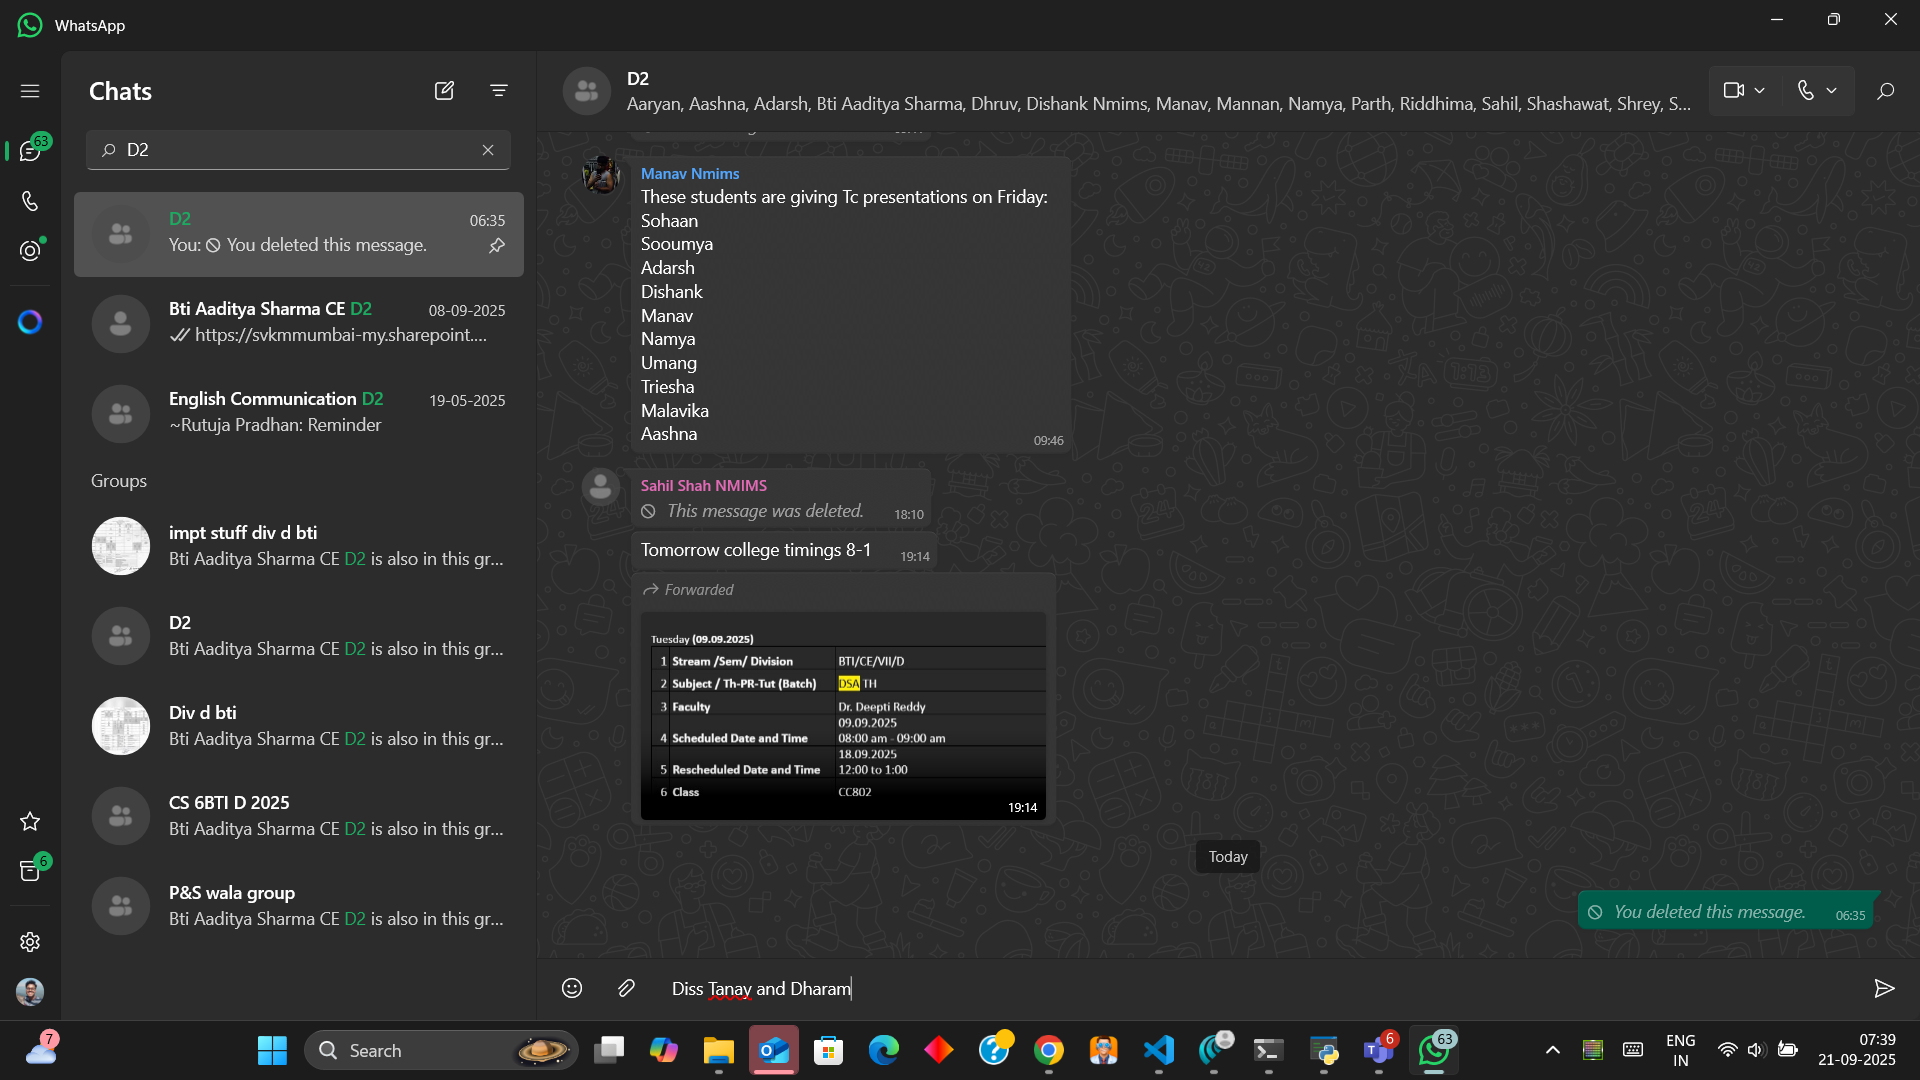 WhatsApp
63
Chats
D2
D2
06:35
You: You deleted this message.
Bti Aaditya Sharma CE D2
08-09-2025
https://svkmmumbai-my.sharepoint....
English Communication D2
19-05-2025
~Rutuja Pradhan: Reminder
Groups
impt stuff div d bti
Bti Aaditya Sharma CE D2 is also in this gr...
D2
Bti Aaditya Sharma CE D2 is also in this gr...
Div d bti
Bti Aaditya Sharma CE D2 is also in this gr...
CS 6BTI D 2025
Bti Aaditya Sharma CE D2 is also in this gr...
P&S wala group
Bti Aaditya Sharma CE D2 is also in this gr...
6
D2
Aaryan, Aashna, Adarsh, Bti Aaditya Sharma, Dhruv, Dishank Nmims, Manav, Mannan, Namya, Parth, Riddhima, Sahil, Shashawat, Shrey, S...
Manav Nmims
These students are giving Tc presentations on Friday:
Sohaan
Sooumya
Adarsh
Dishank
Manav
Namya
Umang
Triesha
Malavika
Aashna
09:46
Sahil Shah NMIMS
This message was deleted.
18:10
Tomorrow college timings 8-1
19:14
Forwarded
Tuesday (09.09.2025)
1 Stream /Sem/ Division BTI/CE/VII/D
2 Subject / Th-PR-Tut (Batch) DSA TH
3 Faculty Dr. Deepti Reddy
09.09.2025
4 Scheduled Date and Time 08:00 am - 09:00 am
18.09.2025
5 Rescheduled Date and Time 12:00 to 1:00
6 Class CC802
19:14
Today
You deleted this message.
06:35
Diss Tanay and Dharam
7
Search
6
63
ENG
IN
07:39
21-09-2025